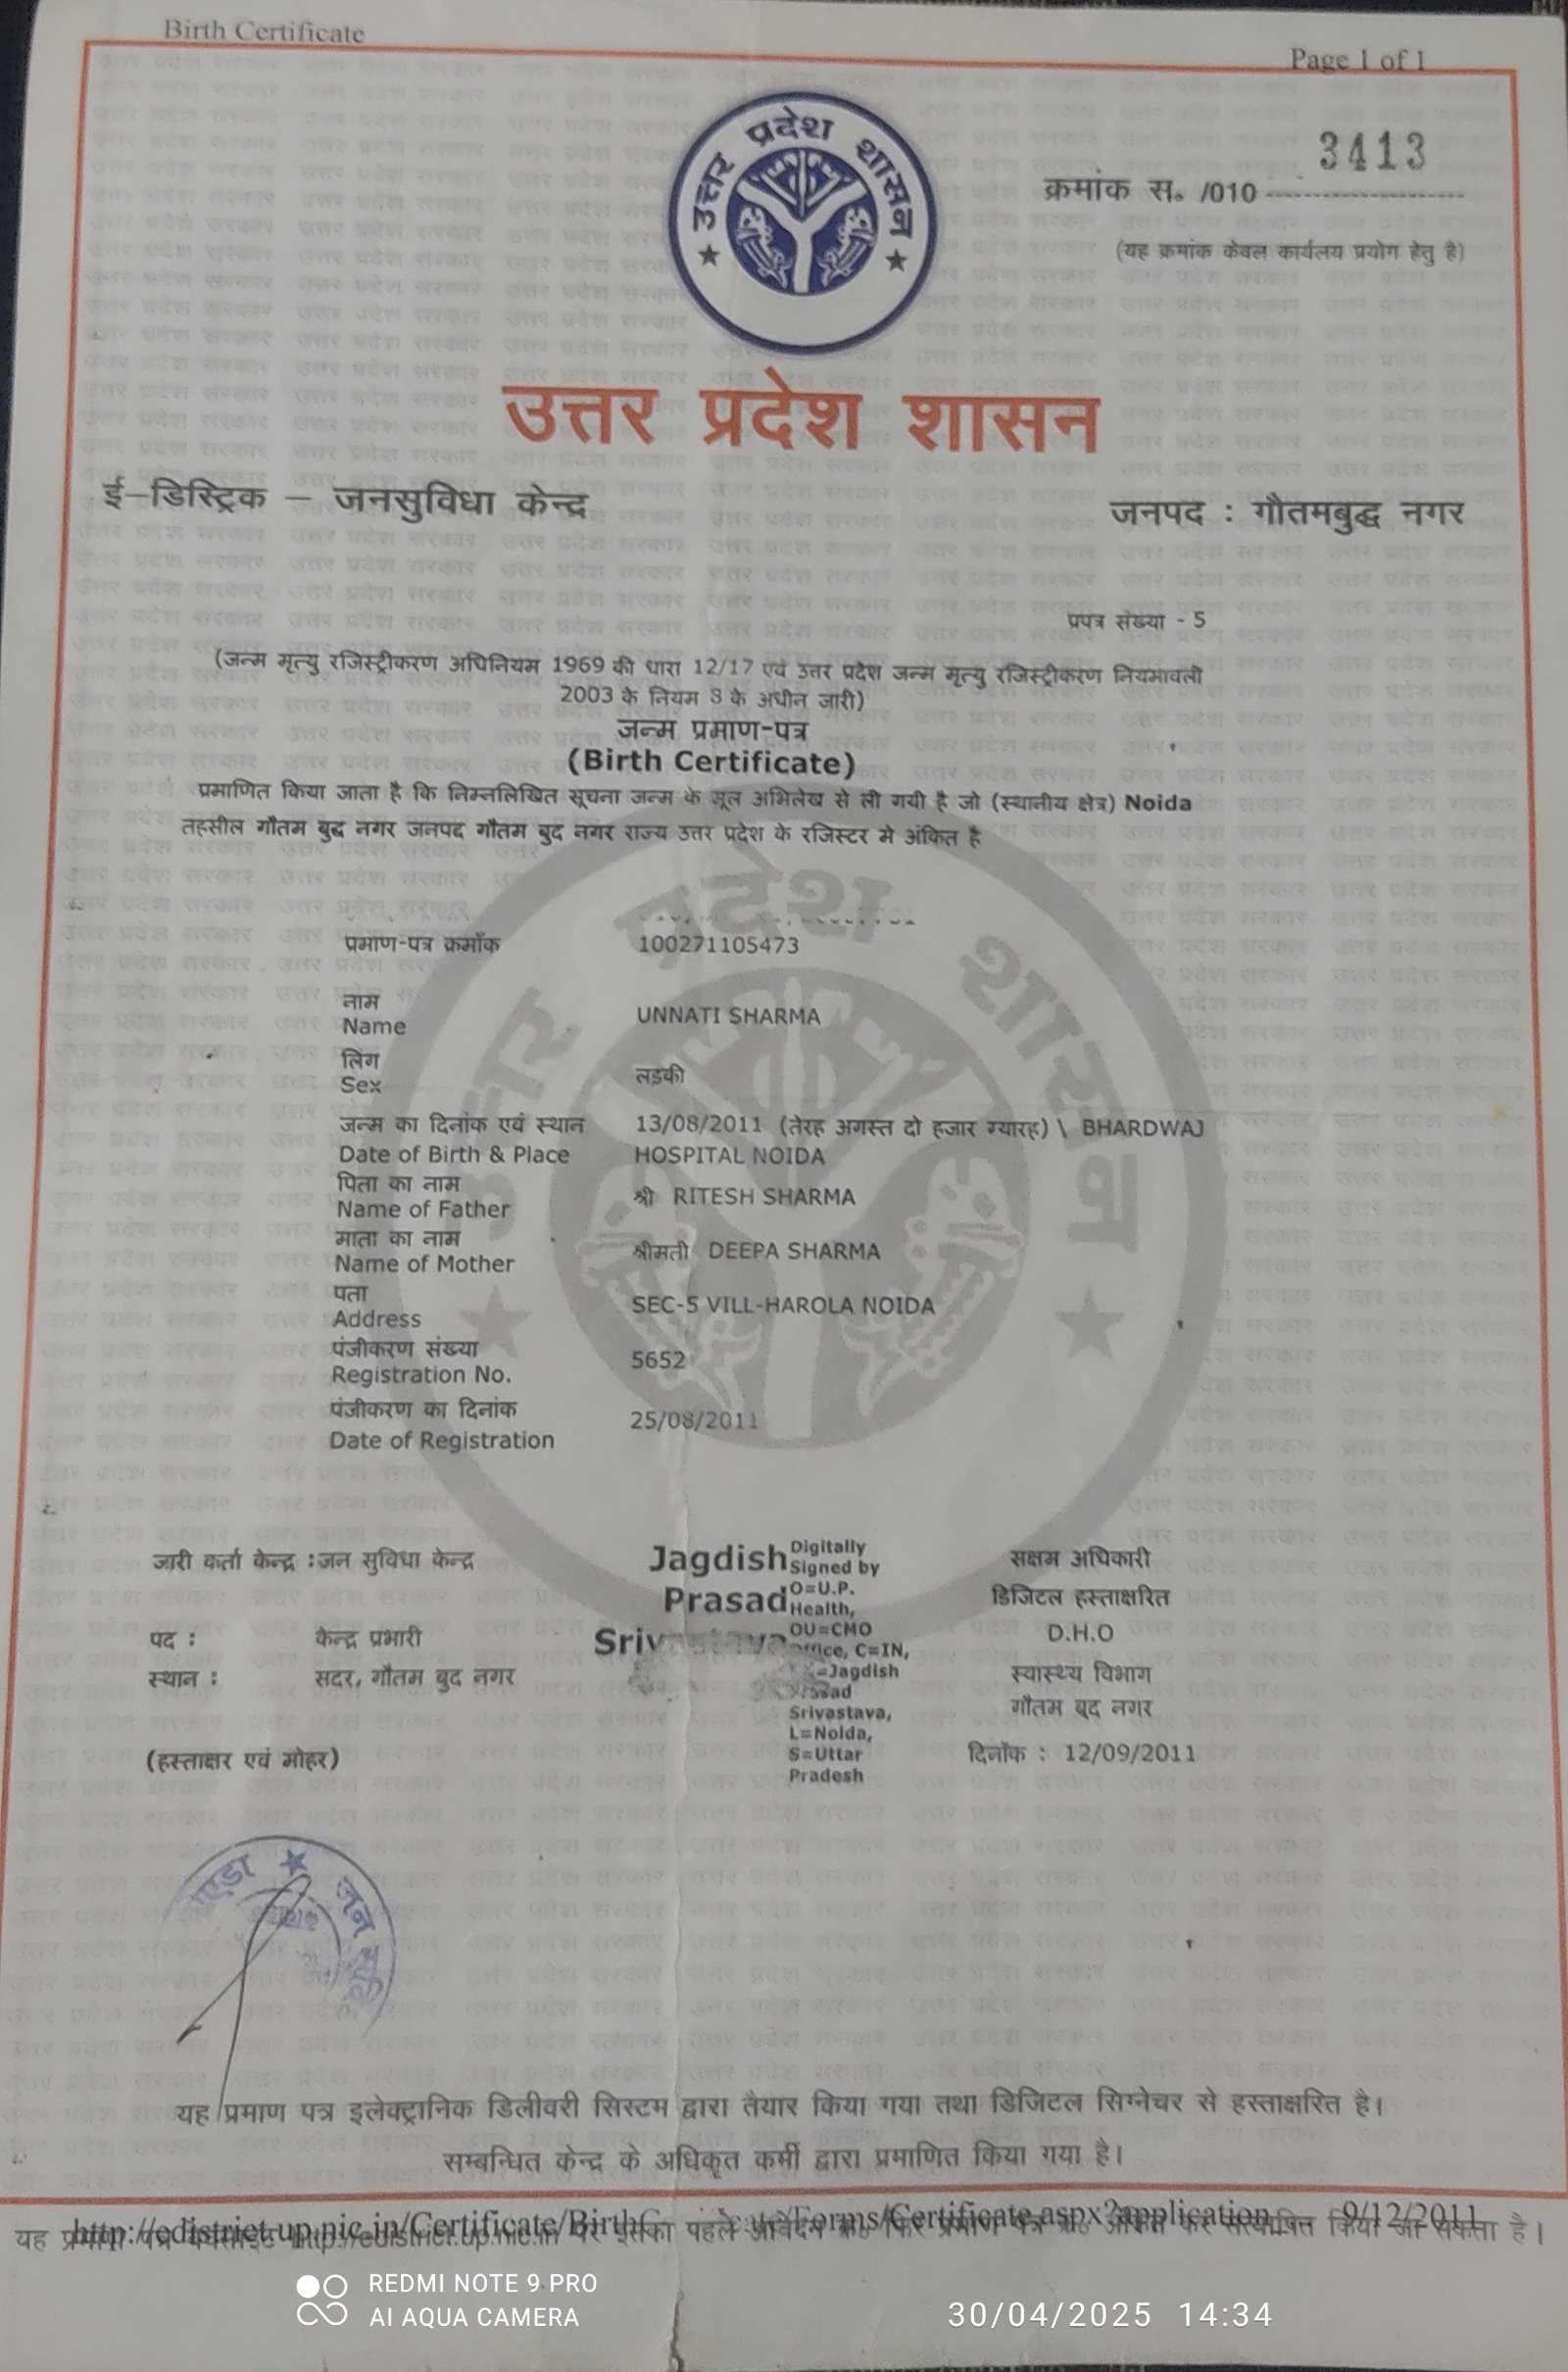 Birth Certificate
Page 1 of 1
उत्तर प्रदेश शासन
3413
क्रमांक स. /010
(यह क्रमांक केवल कार्यलय प्रयोग हेतु है)
उत्तर प्रदेश शासन
ई-डिस्ट्रिक - जनसुविधा केन्द्र
जनपद : गौतमबुद्ध नगर
प्रपत्र संख्या - 5
(जन्म मृत्यु रजिस्ट्रीकरण अधिनियम 1969 की धारा 12/17 एवं उत्तर प्रदेश जन्म मृत्यु रजिस्ट्रीकरण नियमावली
2003 के नियम 8 के अधीन जारी)
जन्म प्रमाण-पत्र
(Birth Certificate)
प्रमाणित किया जाता है कि निम्नलिखित सूचना जन्म के मूल अभिलेख से ली गयी है जो (स्थानीय क्षेत्र) Noida
तहसील गौतम बुद्ध नगर जनपद गौतम बुद नगर राज्य उत्तर प्रदेश के रजिस्टर मे अंकित है
प्रमाण-पत्र क्रमाँक 100271105473
नाम
Name UNNATI SHARMA
लिंग
Sex लड़की
जन्म का दिनांक एवं स्थान 13/08/2011 (तेरह अगस्त दो हजार ग्यारह) \ BHARDWAJ
Date of Birth & Place HOSPITAL NOIDA
पिता का नाम
Name of Father श्री RITESH SHARMA
माता का नाम
Name of Mother श्रीमती DEEPA SHARMA
पता
Address SEC-5 VILL-HAROLA NOIDA
पंजीकरण संख्या
Registration No. 5652
पंजीकरण का दिनांक
Date of Registration 25/08/2011
जारी कर्ता केन्द्र :जन सुविधा केन्द्र
पद : केन्द्र प्रभारी
स्थान : सदर, गौतम बुद नगर
(हस्ताक्षर एवं मोहर)
Jagdish
Prasad
Digitally
Signed by
O=U.P.
Health,
OU=CMO
C=IN,
=Jagdish
Srivastava,
L=Noida,
S=Uttar
Pradesh
सक्षम अधिकारी
डिजिटल हस्ताक्षरित
D.H.O
स्वास्थ्य विभाग
गौतम बुद नगर
दिनाँक : 12/09/2011
जन
यह प्रमाण पत्र इलेक्ट्रानिक डिलीवरी सिस्टम द्वारा तैयार किया गया तथा डिजिटल सिग्नेचर से हस्ताक्षरित है।
सम्बन्धित केन्द्र के अधिकृत कर्मी द्वारा प्रमाणित किया गया है।
9/12/2011
यह किया जा सकता है।
REDMI NOTE 9 PRO
AI AQUA CAMERA
30/04/2025 14:34